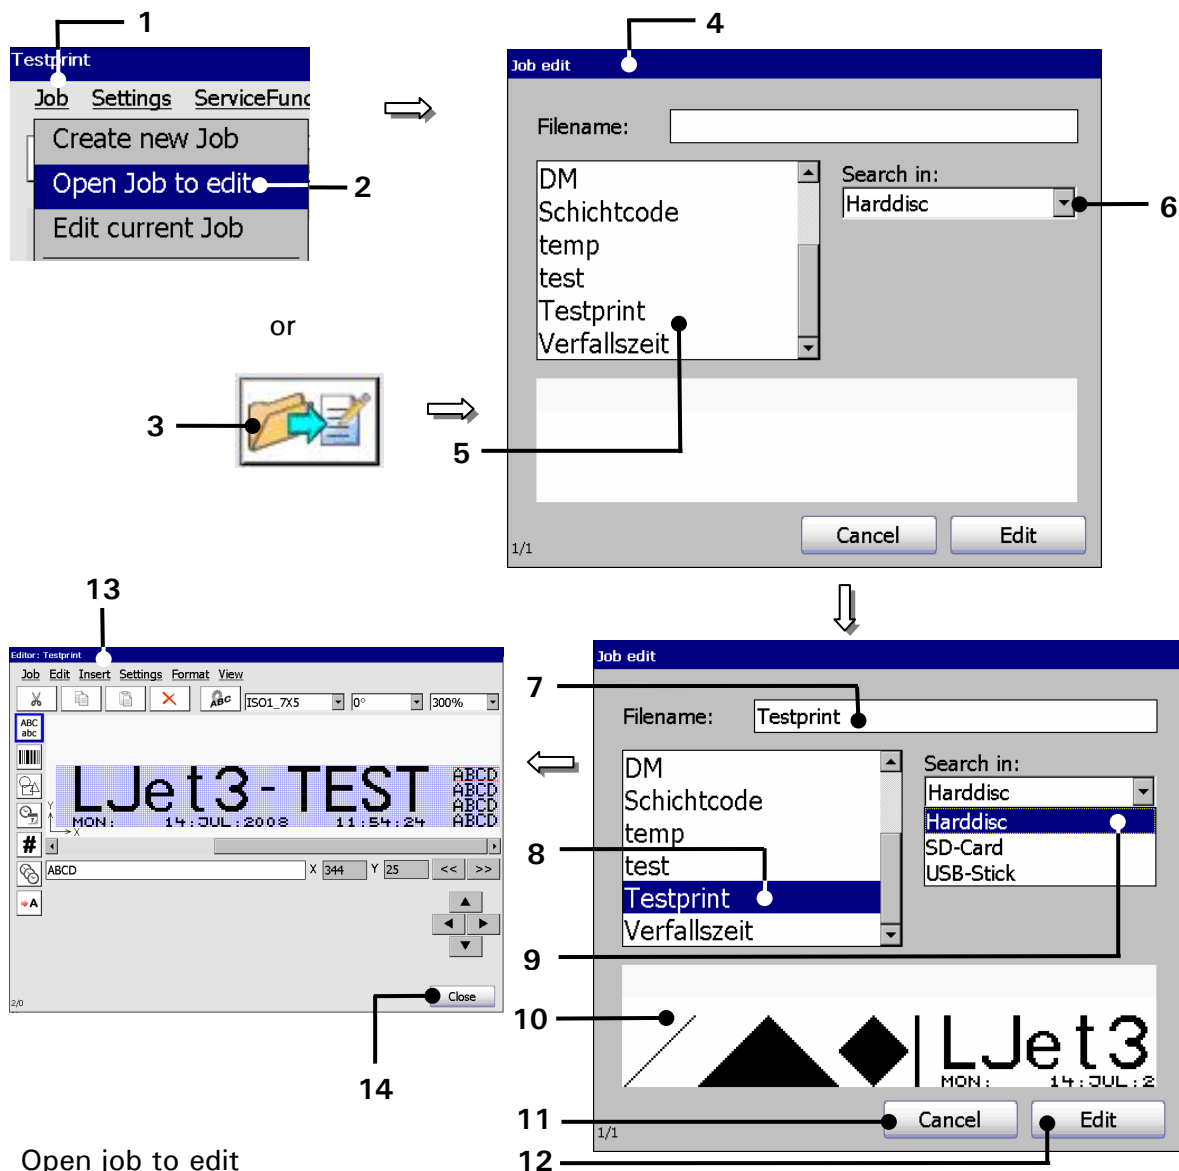 1
Testprint
Job Settings ServiceFunc
Create new Job
Open Job to edit
2
Edit current Job
or
3
4
Job edit
Filename:
DM
Schichtcode
temp
test
Testprint
Verfallszeit
Search in:
Harddisc
6
5
Cancel Edit
1/1
13
Editor: Testprint
Job Edit Insert Settings Format View
ABC ISO1_7X5 0° 300%
ABC
abc
LJet3-TEST
MON: 14:JUL:2008 11:54:24
ABCD
ABCD
ABCD
ABCD
Y
X
#
ABCD X 344 Y 25 << >>
A
2/0
Close
14
Job edit
7
Filename: Testprint
DM
Schichtcode
temp
test
Testprint
Verfallszeit
8
Search in:
Harddisc
Harddisc
SD-Card
USB-Stick
9
10
LJet3
MON: 14:JUL:2
11
Cancel Edit
1/1
12
Open job to edit